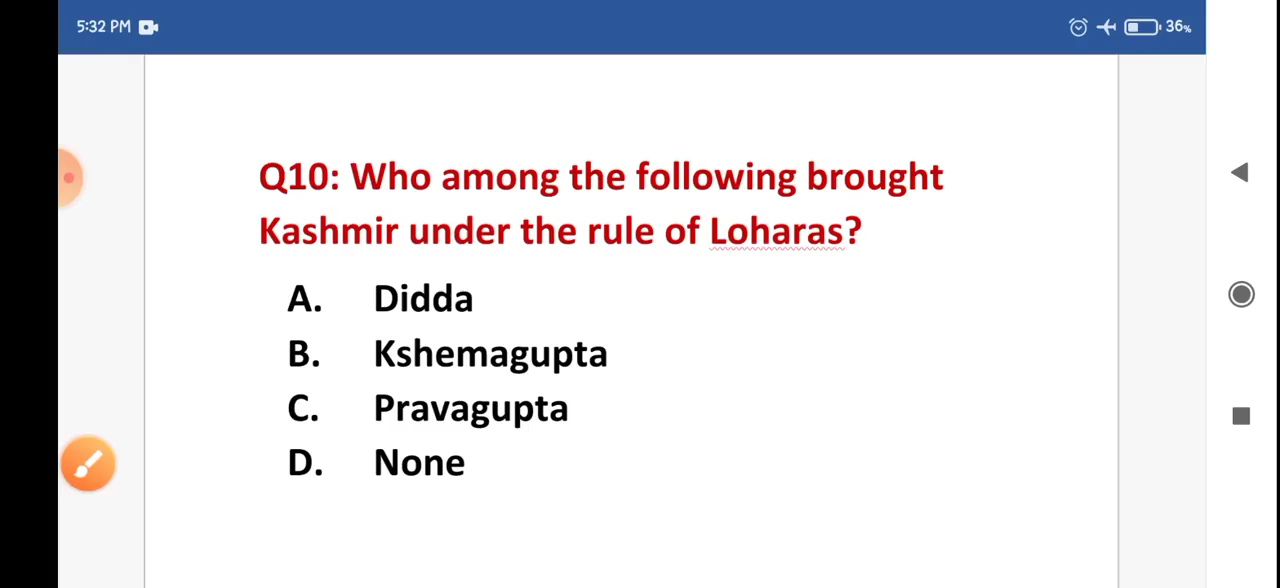 5:32 PM
36%
Q10: Who among the following brought
Kashmir under the rule of Loharas?
A. Didda
B. Kshemagupta
C. Pravagupta
D. None